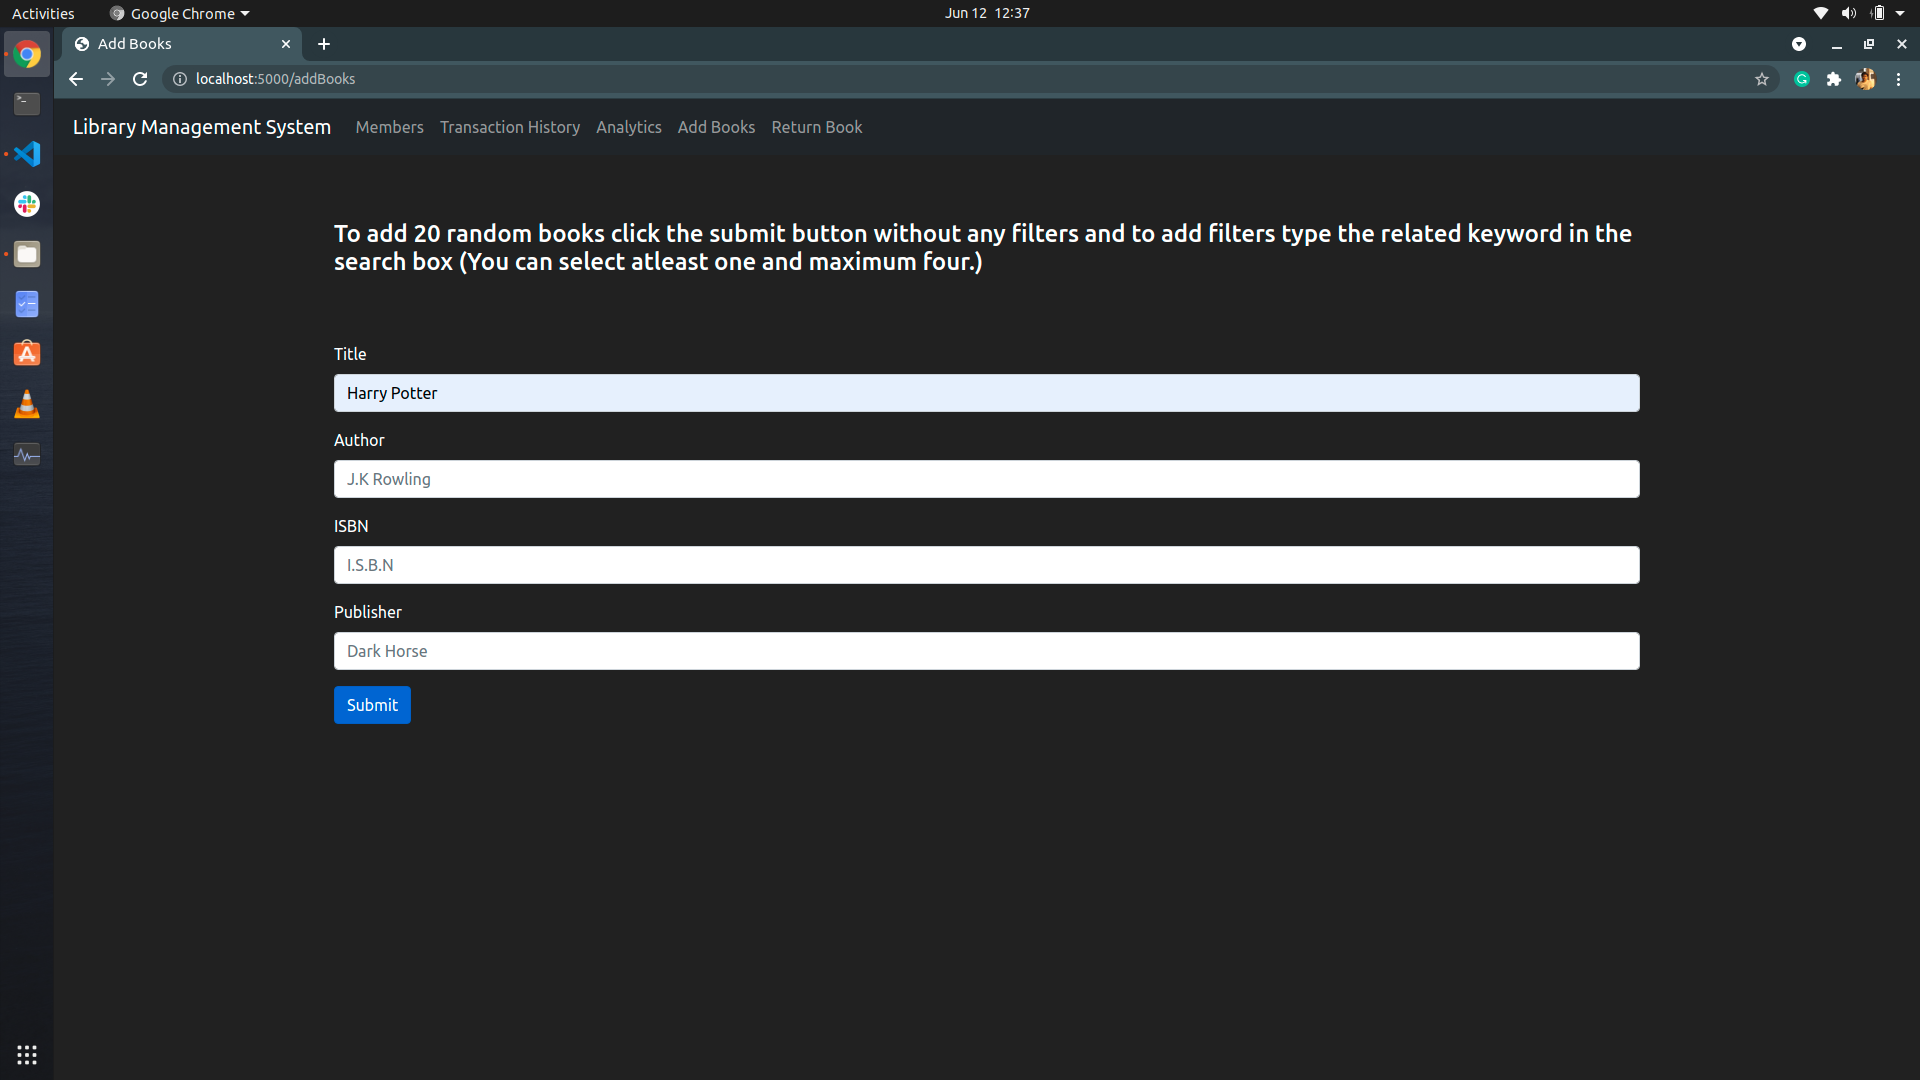 Activities
Google Chrome
Jun 12 12:37
Add Books
localhost:5000/addBooks
Library Management System
Members
Transaction History
Analytics
Add Books
Return Book
To add 20 random books click the submit button without any filters and to add filters type the related keyword in the
search box (You can select atleast one and maximum four.)
Title
Harry Potter
Author
J.K Rowling
ISBN
I.S.B.N
Publisher
Dark Horse
Submit